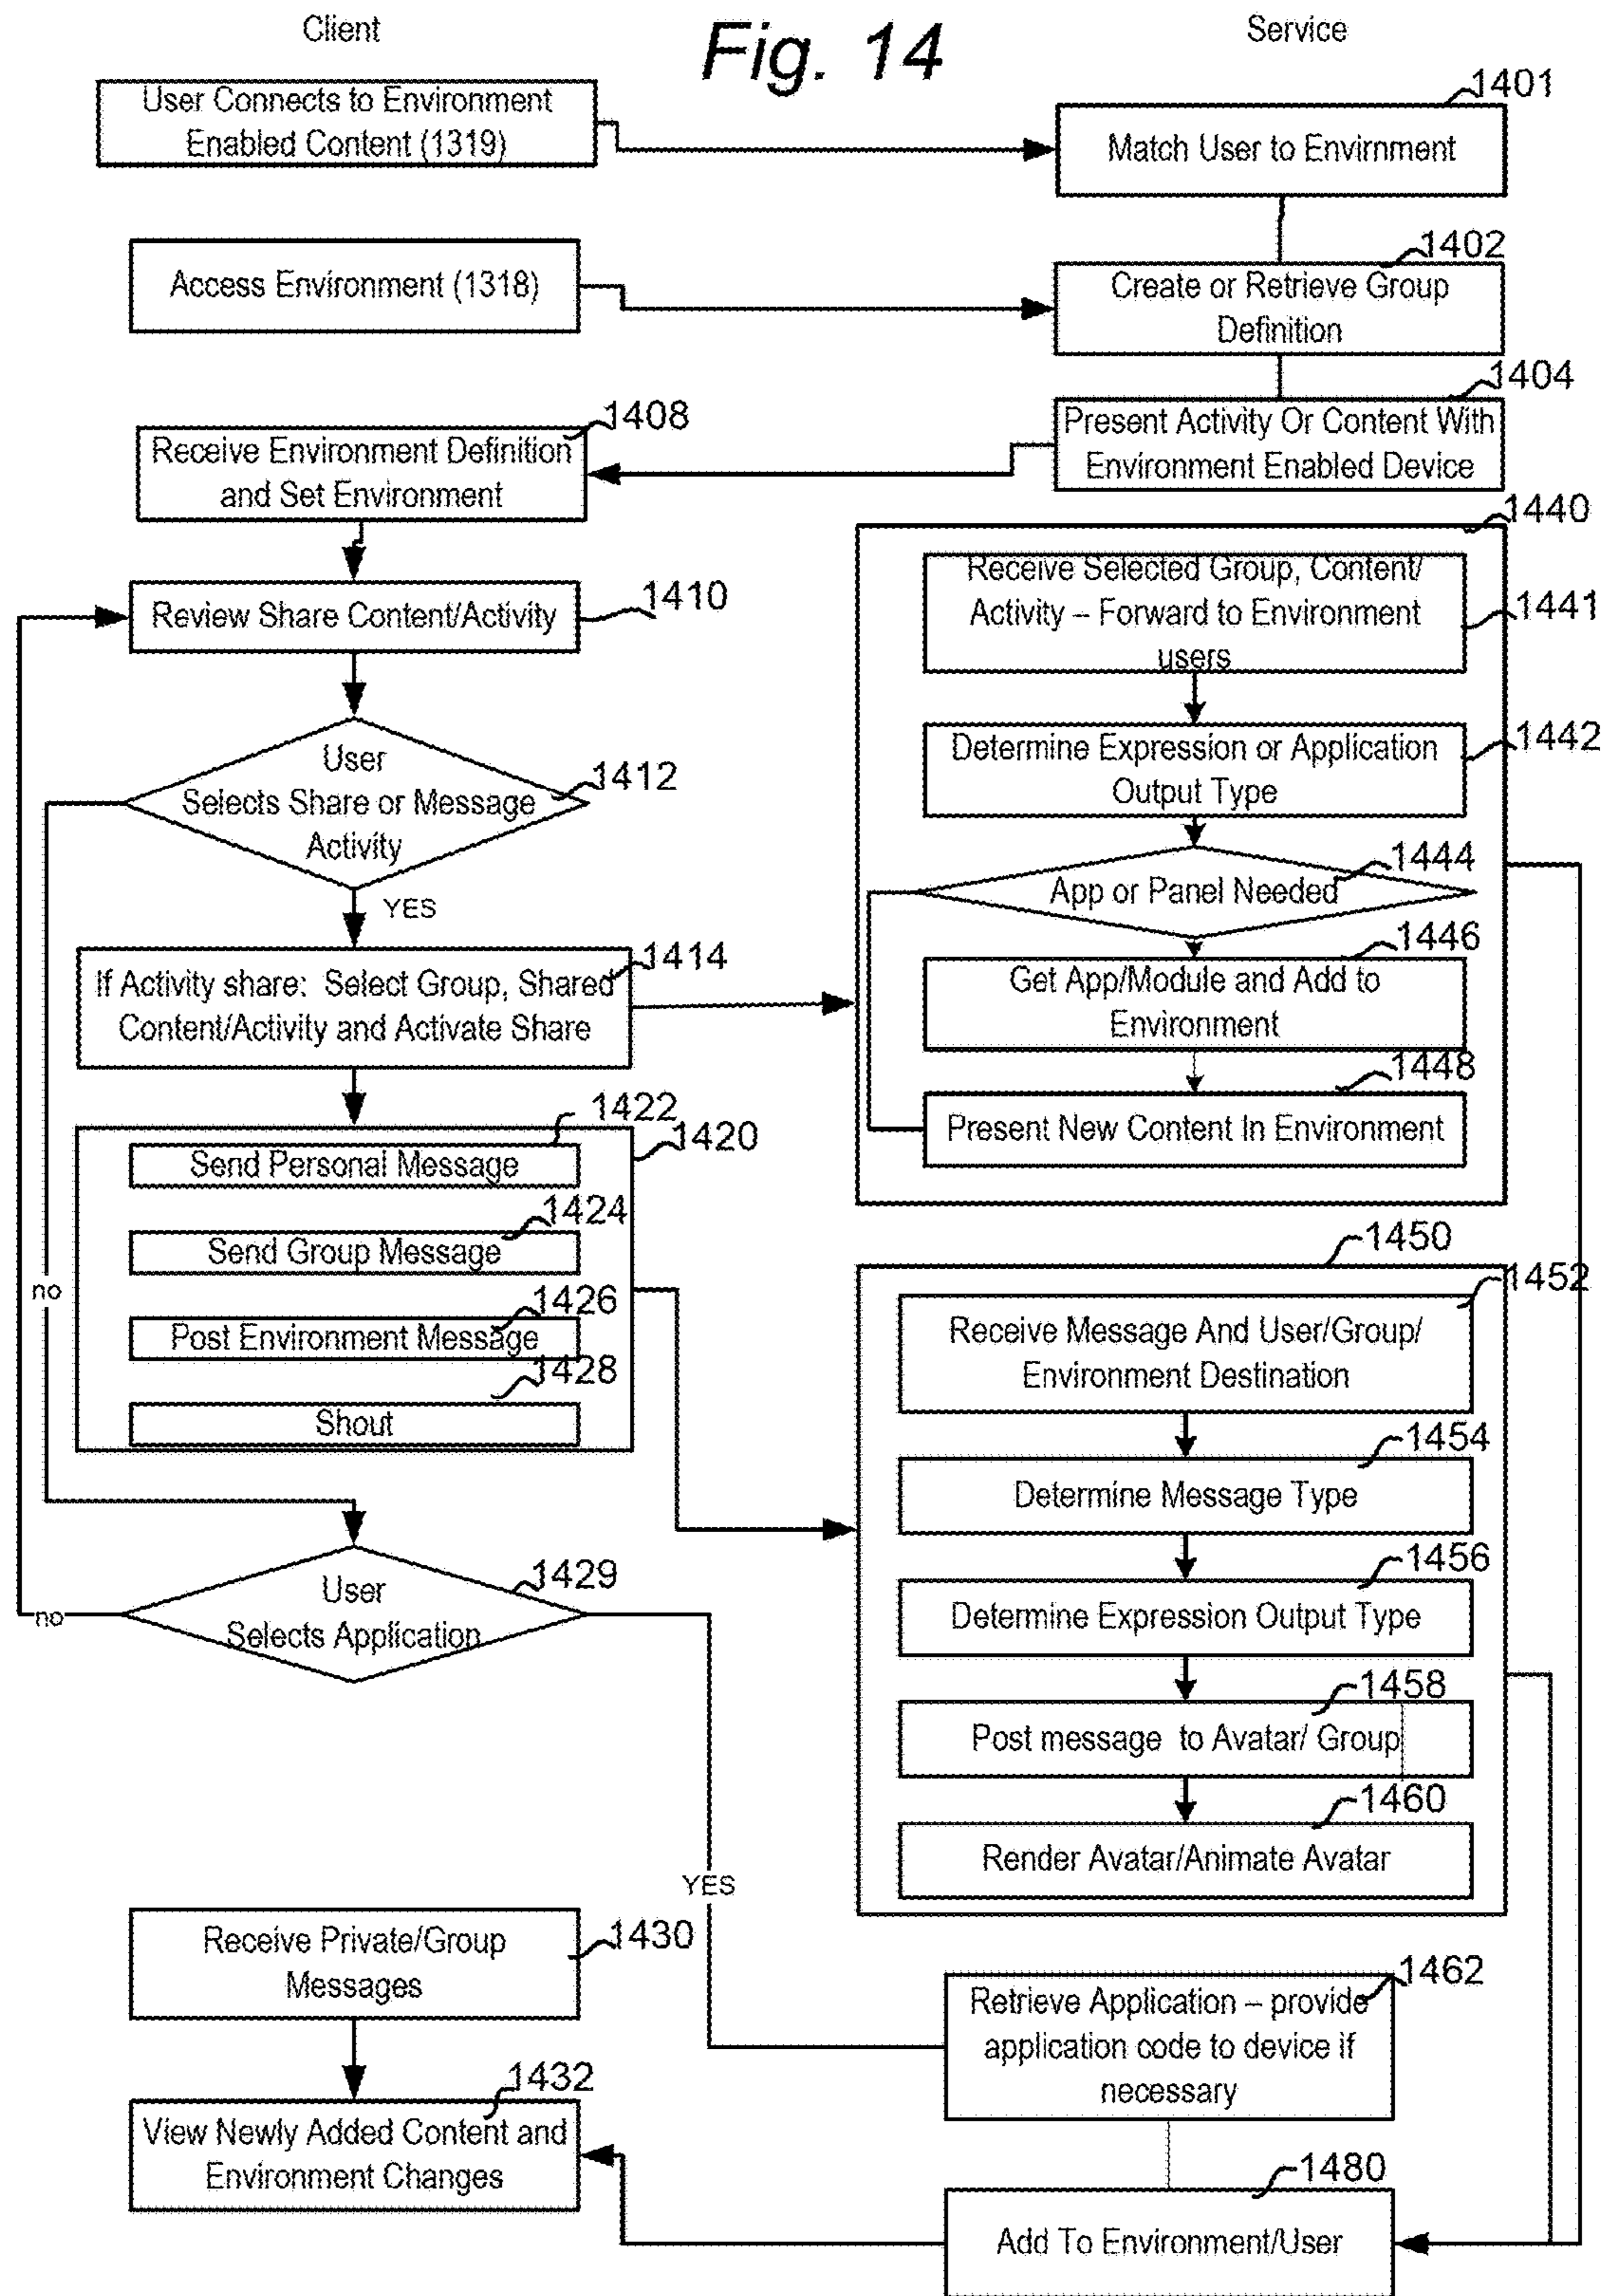 Client
Fig. 14
Service
User Connects to Environment
Enabled Content (1319)
1401
Match User to Envirnment
Access Environment (1318)
1402
Create or Retrieve Group
Definition
1404
Present Activity Or Content With
Environment Enabled Device
1408
Receive Environment Definition
and Set Environment
1410
Review Share Content/Activity
User
Selects Share or Message
Activity
1412
YES
no
1414
If Activity share: Select Group, Shared
Content/Activity and Activate Share
1440
Receive Selected Group, Content/
Activity – Forward to Environment
users
1441
Determine Expression or Application
Output Type
1442
1444
App or Panel Needed
1446
Get App/Module and Add to
Environment
1448
Present New Content In Environment
1422
1420
Send Personal Message
1424
Send Group Message
1426
Post Environment Message
1428
Shout
1450
1452
Receive Message And User/Group/
Environment Destination
1454
Determine Message Type
1456
Determine Expression Output Type
1458
Post message to Avatar/ Group
1460
Render Avatar/Animate Avatar
1429
User
Selects Application
no
YES
Receive Private/Group
Messages
1430
1432
View Newly Added Content and
Environment Changes
1462
Retrieve Application – provide
application code to device if
necessary
1480
Add To Environment/User